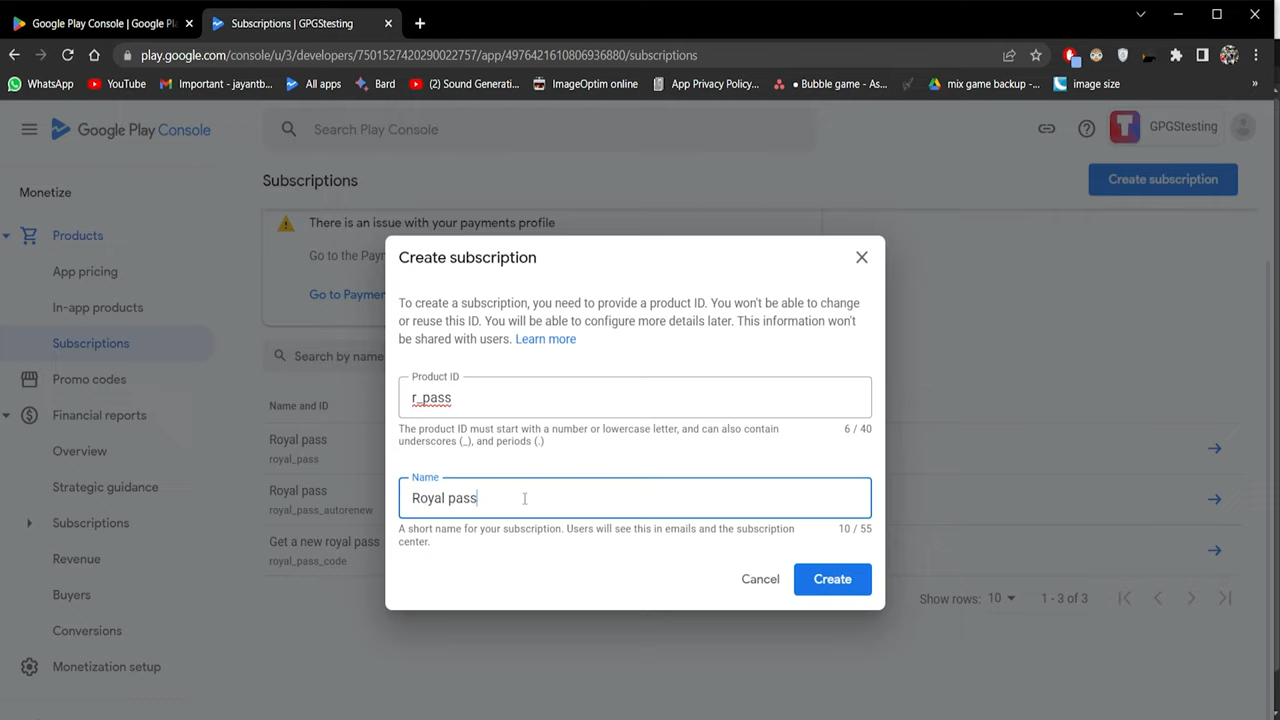 Google Play Console | Google Pla
Subscriptions | GPGStesting
play.google.com/console/u/3/developers/7501527420290022757/app/4976421610806936880/subscriptions
WhatsApp
YouTube
Important - jayantb...
All apps
Bard
(2) Sound Generati...
ImageOptim online
App Privacy Policy...
Bubble game - As...
mix game backup -...
image size
»
Google Play Console
Search Play Console
GPGStesting
Monetize
Subscriptions
Create subscription
Products
App pricing
In-app products
Subscriptions
Promo codes
Financial reports
Overview
Strategic guidance
Subscriptions
Revenue
Buyers
Conversions
Monetization setup
There is an issue with your payments profile
Go to the Pay
Go to Paymen
Search by name
Name and ID
Royal pass
royal_pass
Royal pass
royal_pass_autorenew
Get a new royal pass
royal_pass_code
Show rows: 10
1 - 3 of 3
Create subscription
To create a subscription, you need to provide a product ID. You won't be able to change
or reuse this ID. You will be able to configure more details later. This information won't
be shared with users. Learn more
Product ID
r_pass
The product ID must start with a number or lowercase letter, and can also contain
underscores (_), and periods (.)
6 / 40
Name
Royal pass
A short name for your subscription. Users will see this in emails and the subscription
center.
10 / 55
Cancel
Create